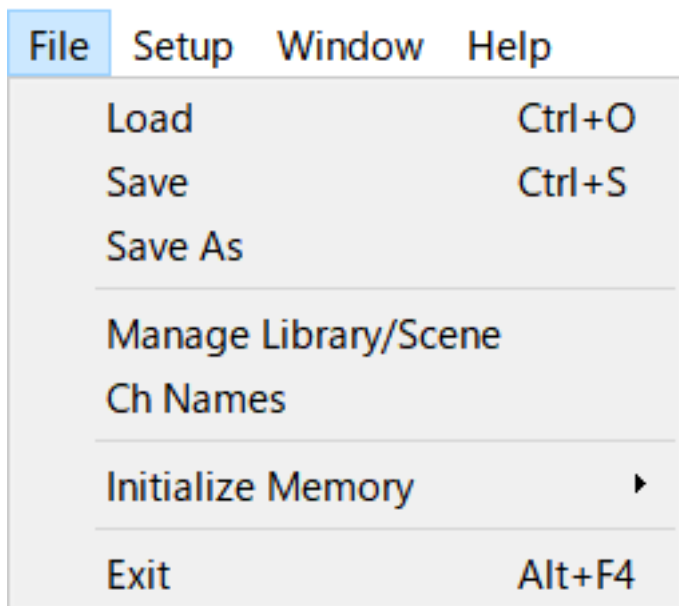 File Setup Window Help
Load Ctrl+O
Save Ctrl+S
Save As
Manage Library/Scene
Ch Names
Initialize Memory
Exit Alt+F4